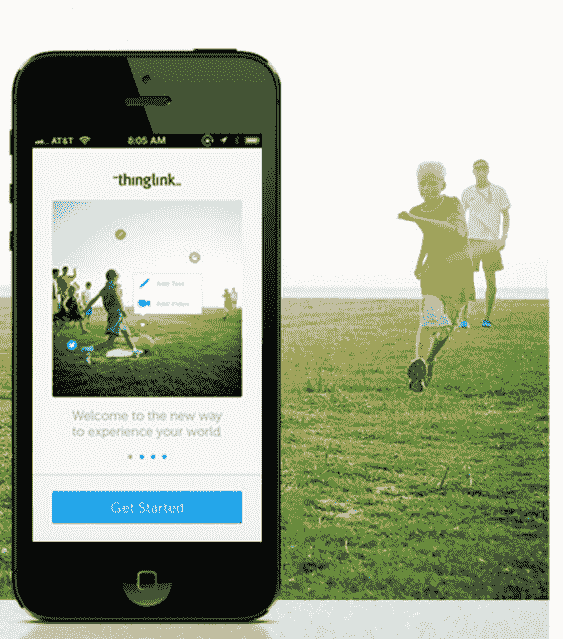 AT&T 8:05 AM
thinglink..
Add Text
Add Video
Welcome to the new way
to experience your world
Get Started